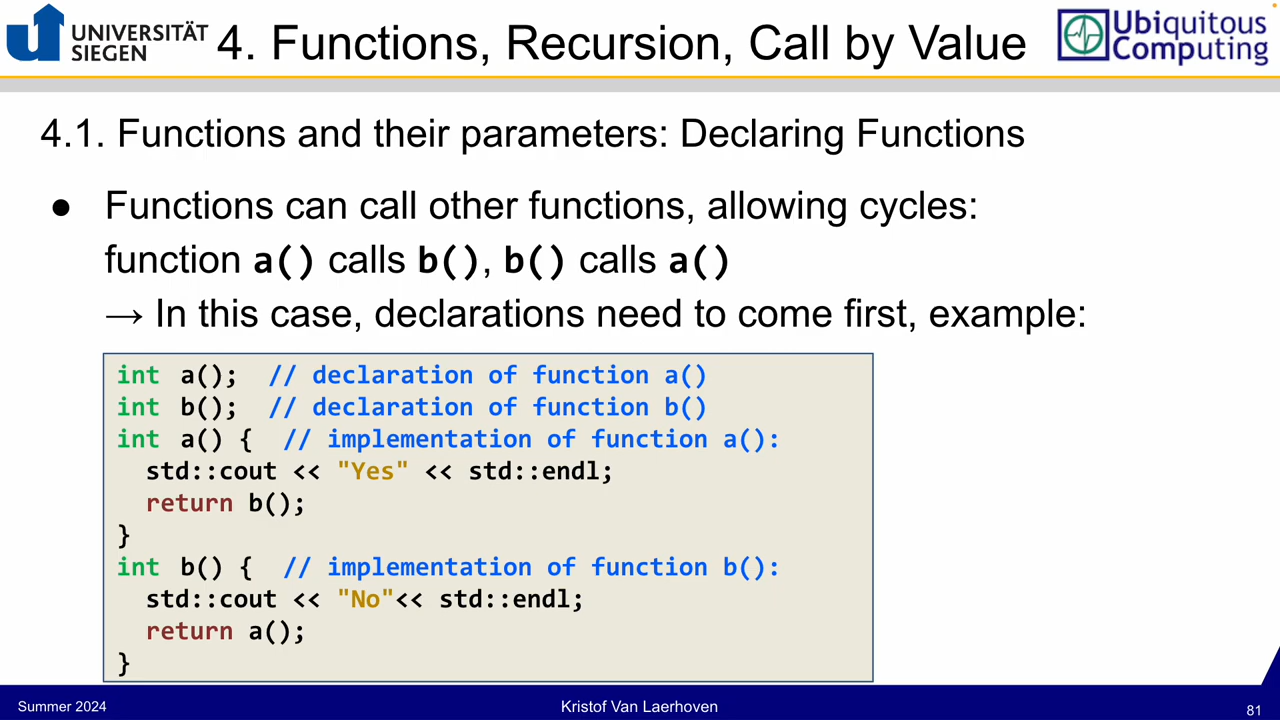 UNIVERSITÄT
SIEGEN
4. Functions, Recursion, Call by Value
Ubiquitous
Computing
4.1. Functions and their parameters: Declaring Functions
● Functions can call other functions, allowing cycles:
function a() calls b(), b() calls a()
→ In this case, declarations need to come first, example:
int a();  // declaration of function a()
int b();  // declaration of function b()
int a() {  // implementation of function a():
  std::cout << "Yes" << std::endl;
  return b();
}
int b() {  // implementation of function b():
  std::cout << "No"<< std::endl;
  return a();
}
Summer 2024
Kristof Van Laerhoven
81